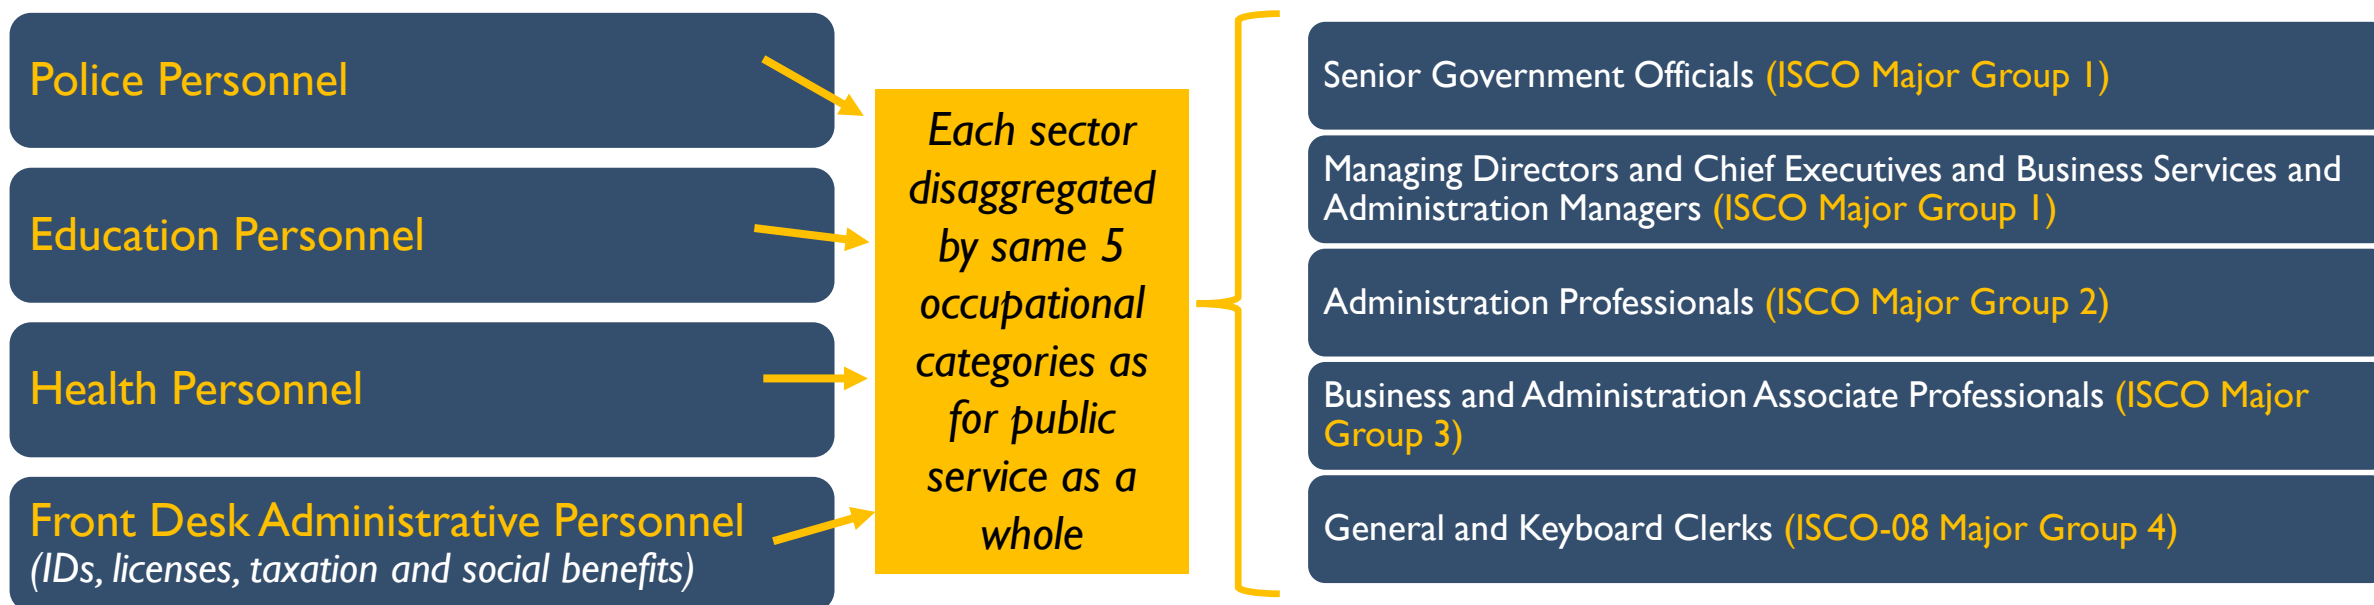 Police Personnel
Education Personnel
Health Personnel
Front Desk Administrative Personnel
(IDs, licenses, taxation and social benefits)
Each sector
disaggregated
by same 5
occupational
categories as
for public
service as a
whole
Senior Government Officials (ISCO Major Group 1)
Managing Directors and Chief Executives and Business Services and
Administration Managers (ISCO Major Group 1)
Administration Professionals (ISCO Major Group 2)
Business and Administration Associate Professionals (ISCO Major
Group 3)
General and Keyboard Clerks (ISCO-08 Major Group 4)